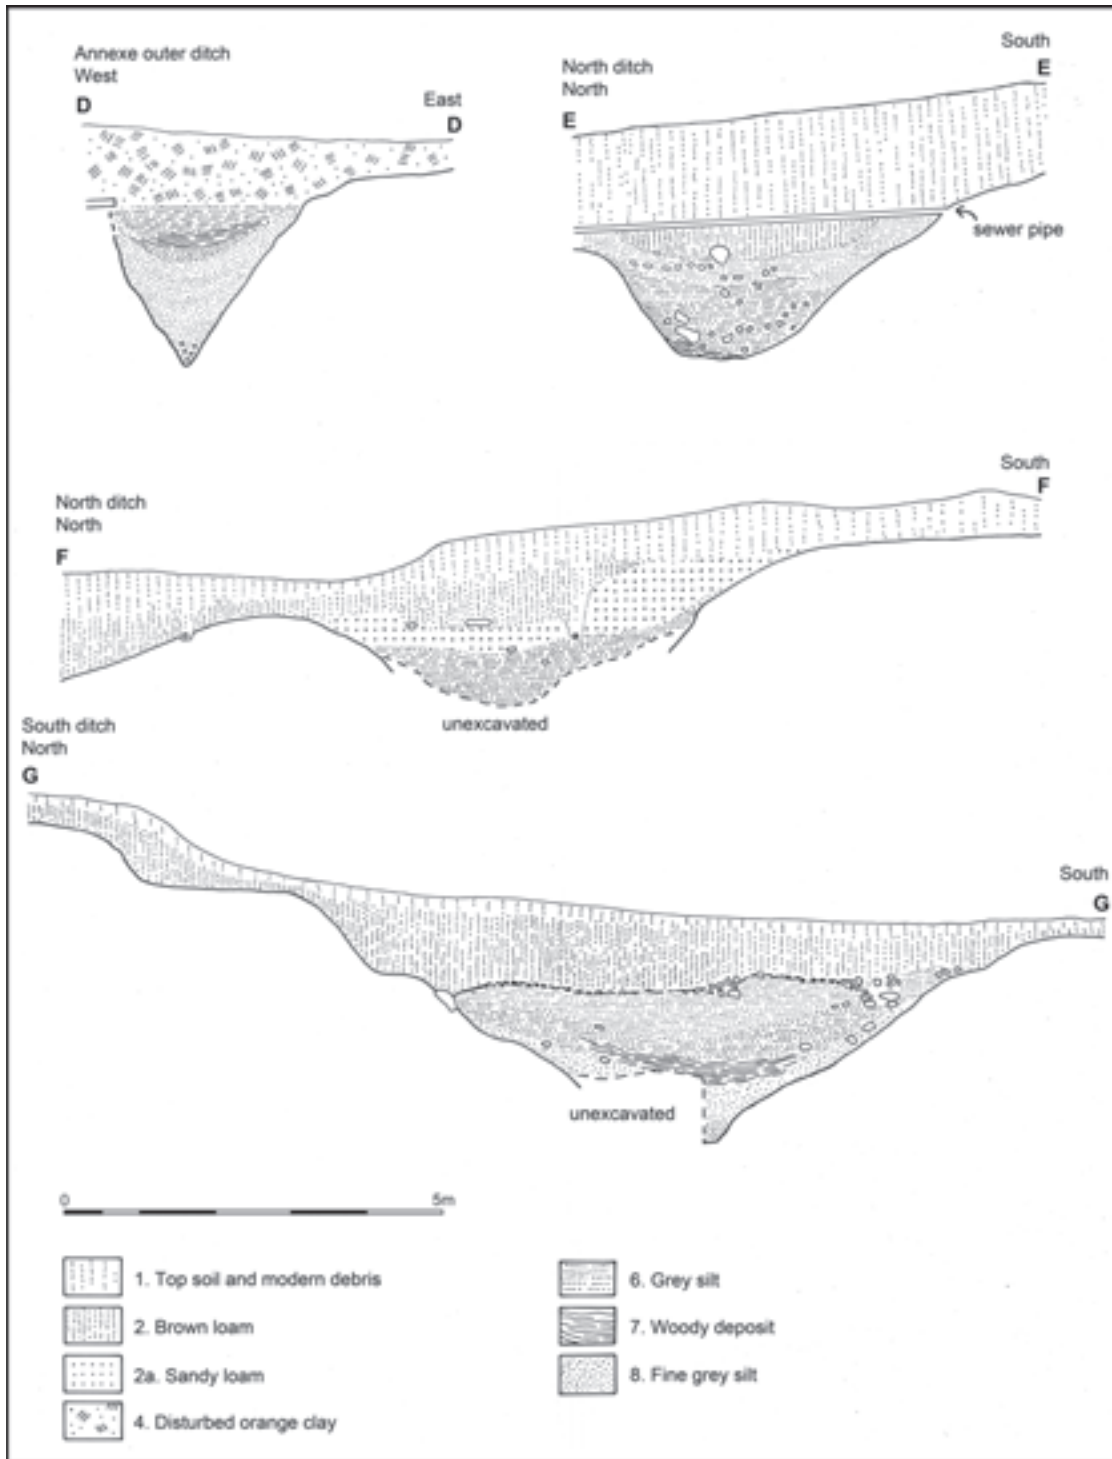 Annexe outer ditch
West
D
East
D
North ditch
North
E
South
E
sewer pipe
North ditch
North
F
South
F
unexcavated
South ditch
North
G
South
G
unexcavated
0
5m
1. Top soil and modern debris
2. Brown loam
2a. Sandy loam
4. Disturbed orange clay
6. Grey silt
7. Woody deposit
8. Fine grey silt